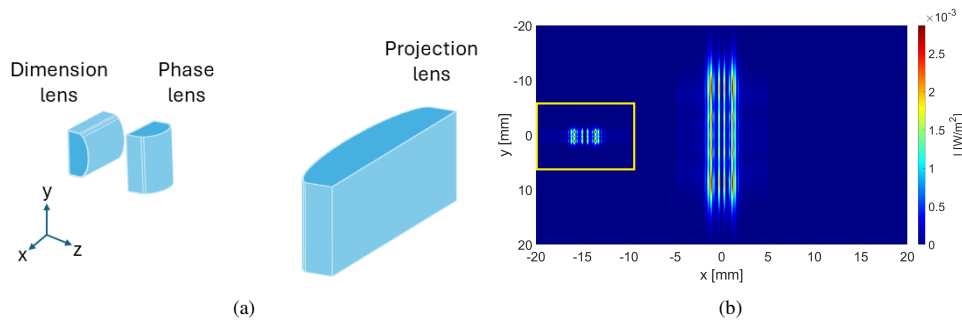 Dimension
lens
Phase
lens
Projection
lens
y
x
z
(a)
-20
-10
0
10
20
y [mm]
-20
-15
-10
-5
0
5
10
15
20
x [mm]
×10⁻³
2.5
2
1.5
1
0.5
0
I [W/m²]
(b)